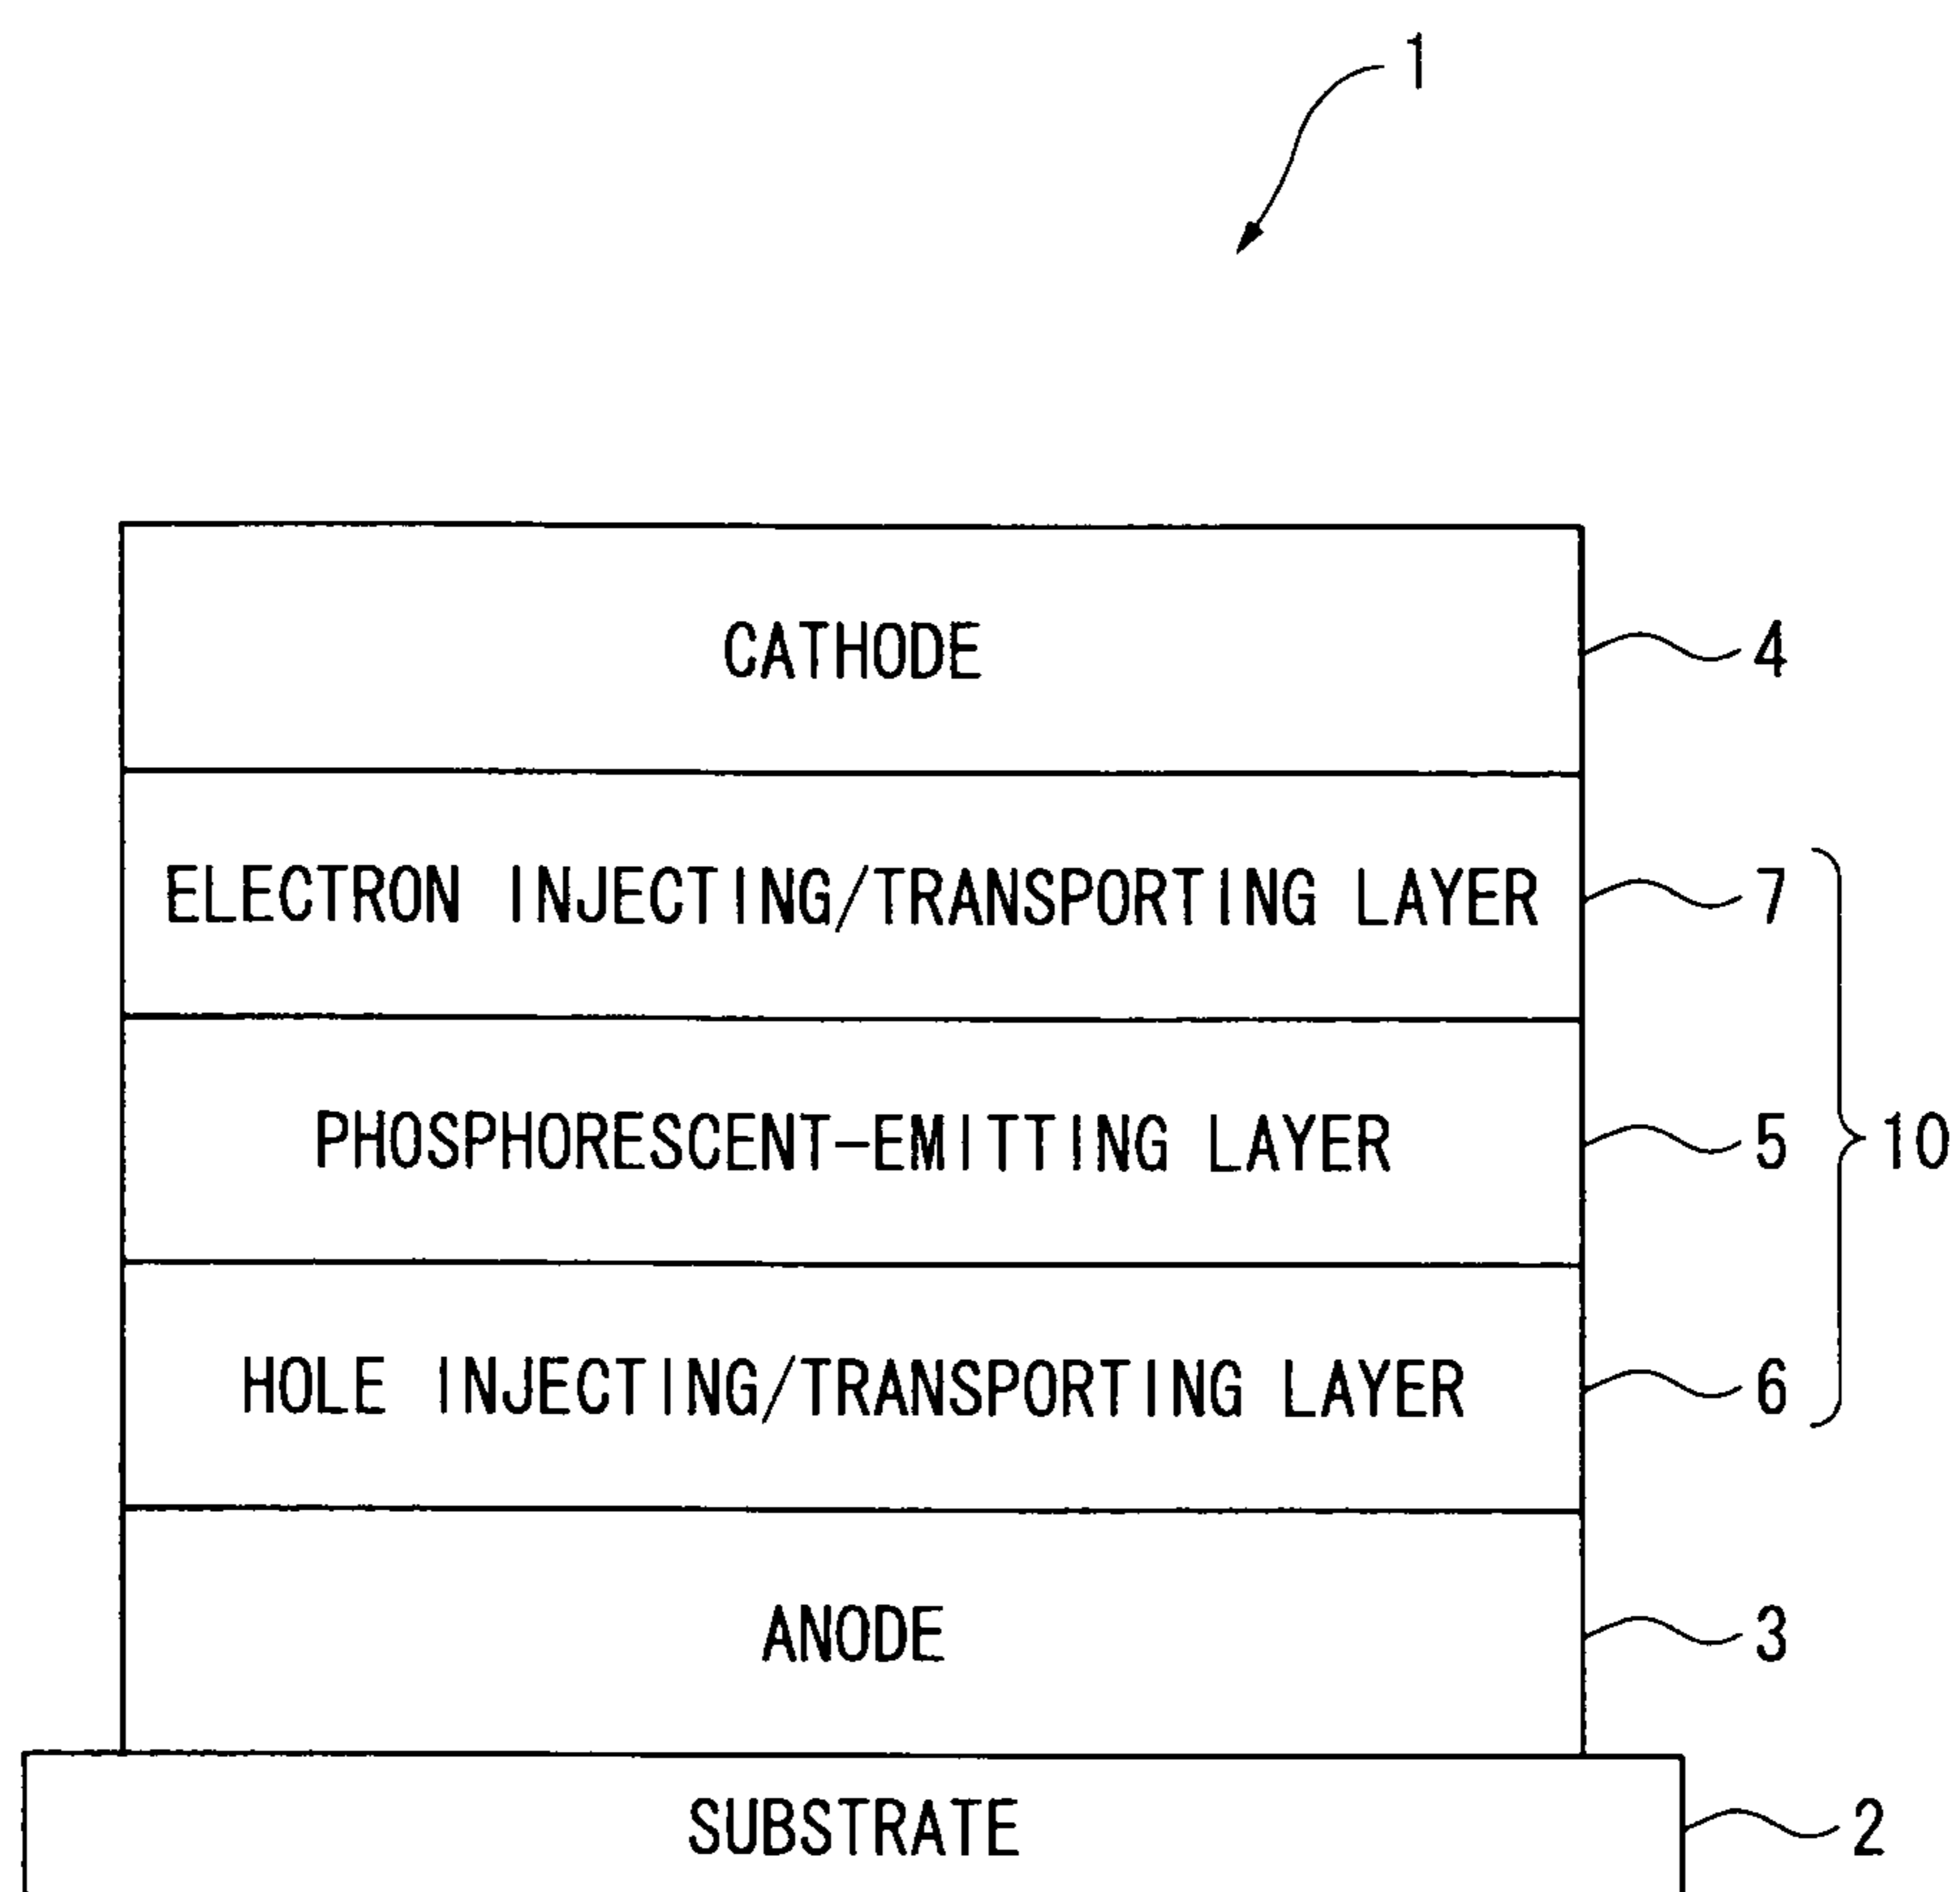 1
CATHODE 4
ELECTRON INJECTING/TRANSPORTING LAYER 7
PHOSPHORESCENT-EMITTING LAYER 5 10
HOLE INJECTING/TRANSPORTING LAYER 6
ANODE 3
SUBSTRATE 2